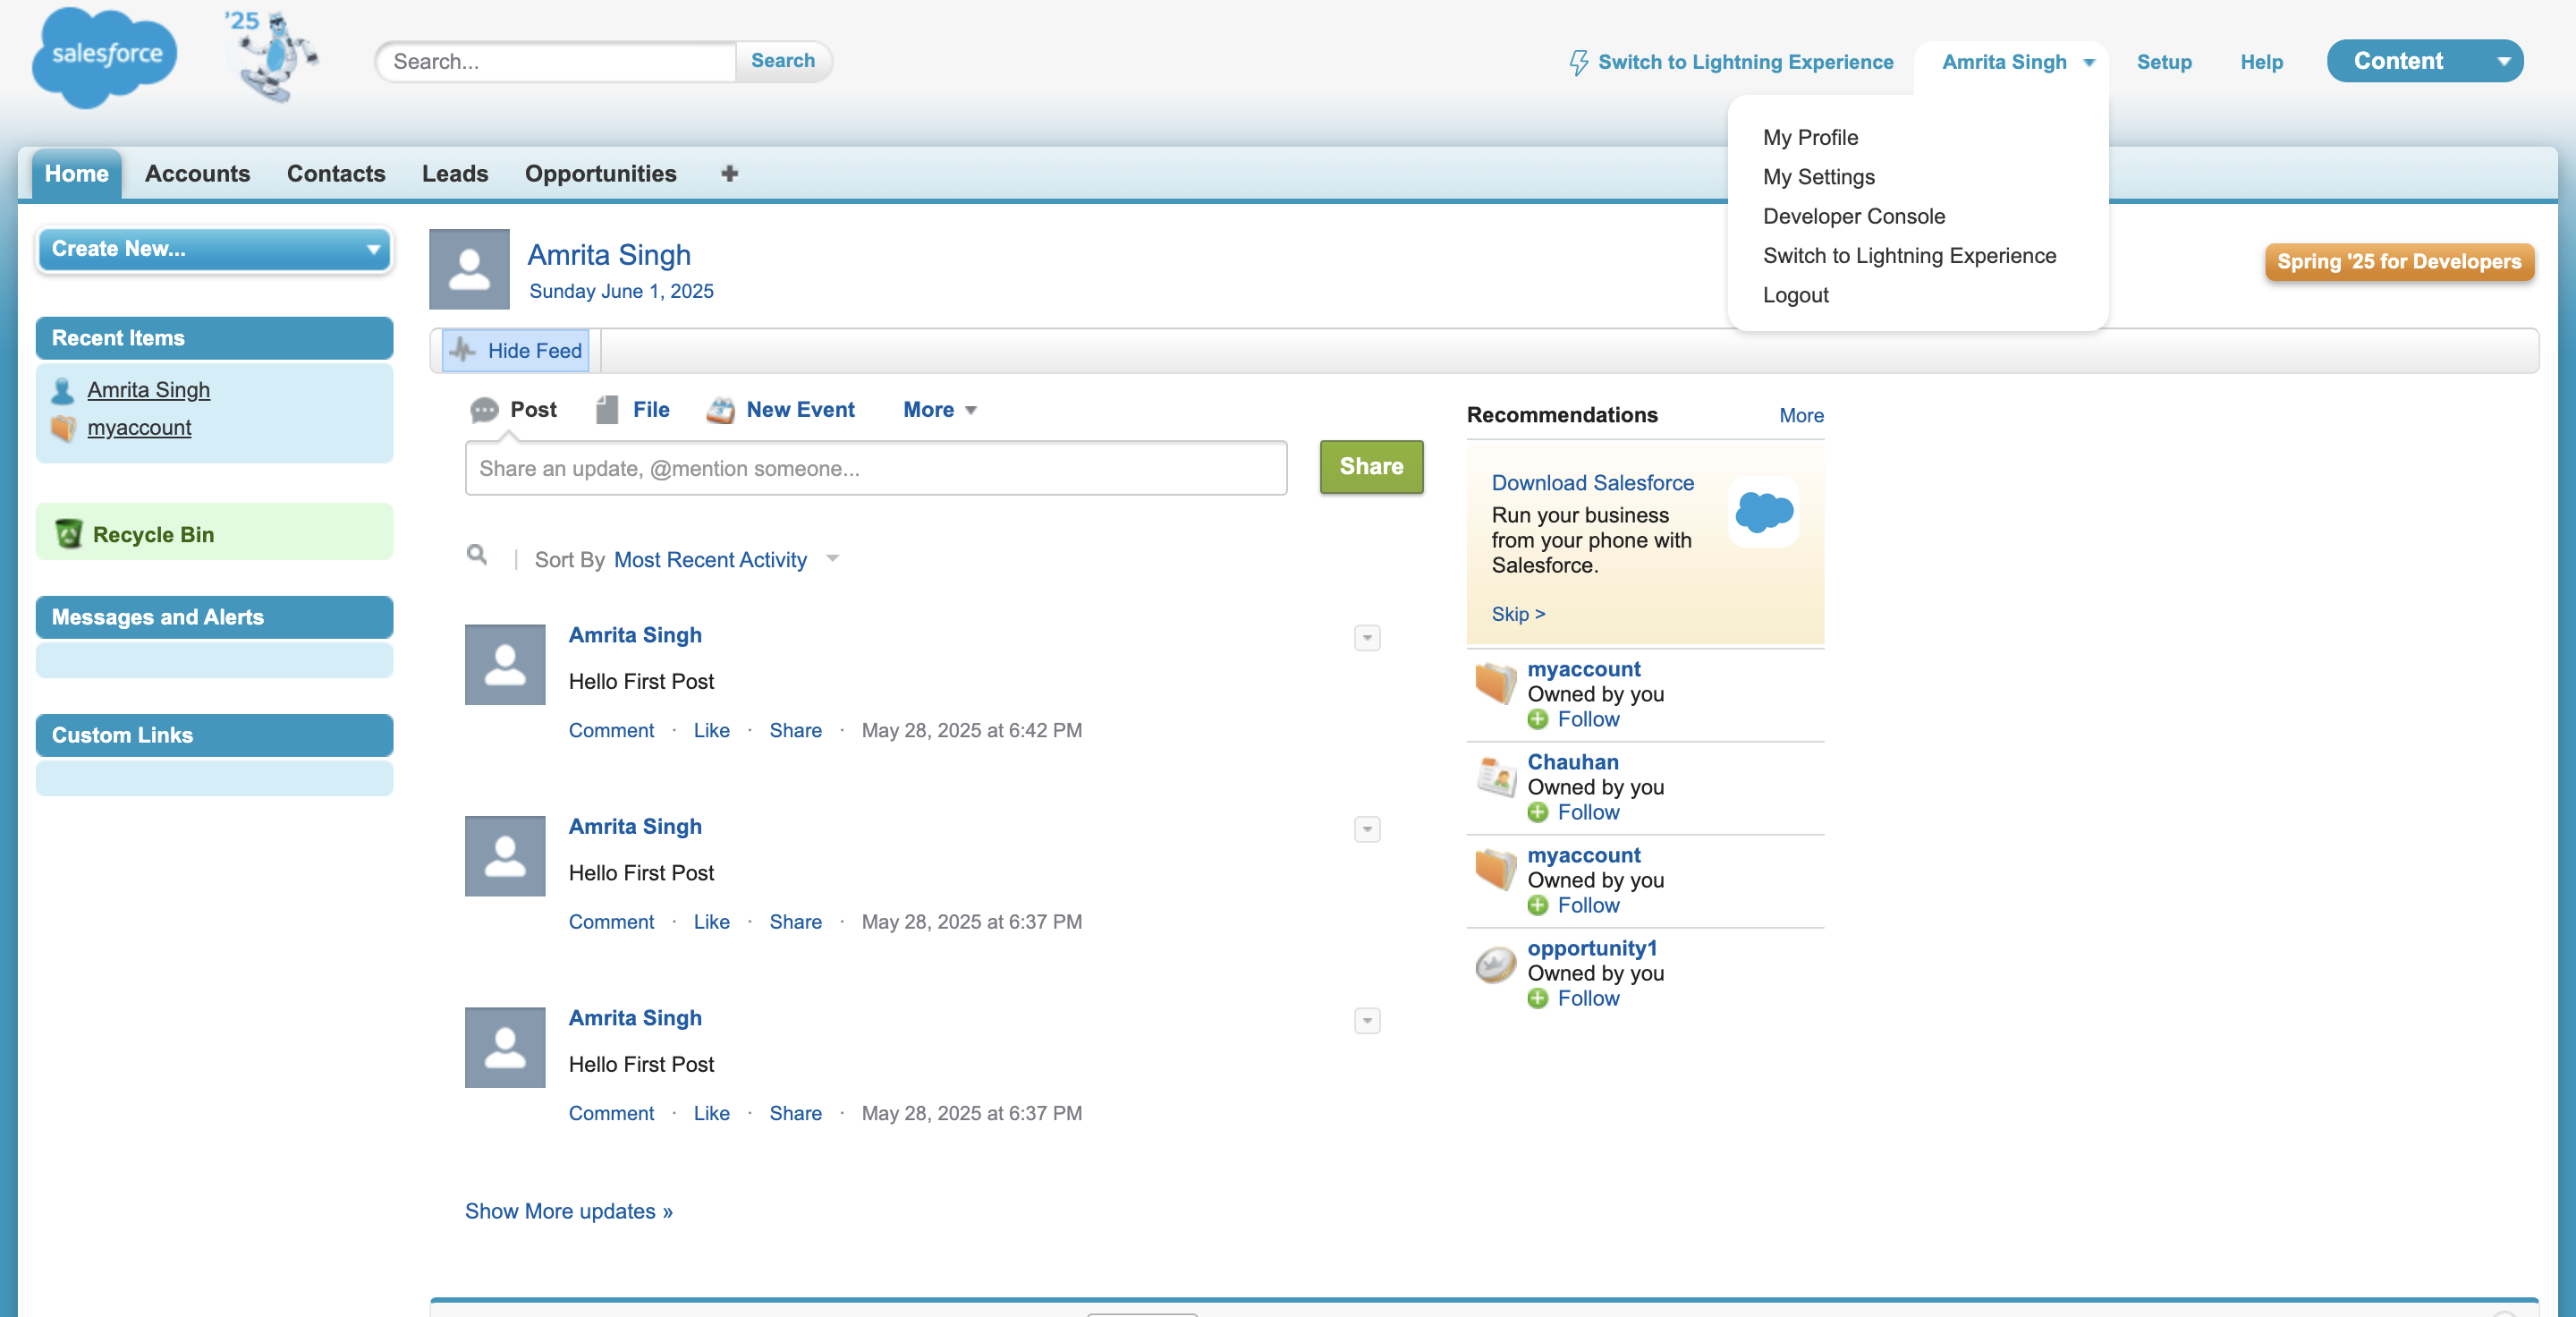 salesforce
'25
Search...
Search
Switch to Lightning Experience
Amrita Singh
Setup
Help
Content
My Profile
My Settings
Developer Console
Switch to Lightning Experience
Logout
Home
Accounts
Contacts
Leads
Opportunities
Create New...
Recent Items
Amrita Singh
myaccount
Recycle Bin
Messages and Alerts
Custom Links
Amrita Singh
Sunday June 1, 2025
Spring '25 for Developers
Hide Feed
Post
File
New Event
More
Share an update, @mention someone...
Share
Sort By Most Recent Activity
Amrita Singh
Hello First Post
Comment · Like · Share · May 28, 2025 at 6:42 PM
Amrita Singh
Hello First Post
Comment · Like · Share · May 28, 2025 at 6:37 PM
Amrita Singh
Hello First Post
Comment · Like · Share · May 28, 2025 at 6:37 PM
Show More updates »
Recommendations
More
Download Salesforce
Run your business
from your phone with
Salesforce.
Skip >
myaccount
Owned by you
Follow
Chauhan
Owned by you
Follow
myaccount
Owned by you
Follow
opportunity1
Owned by you
Follow